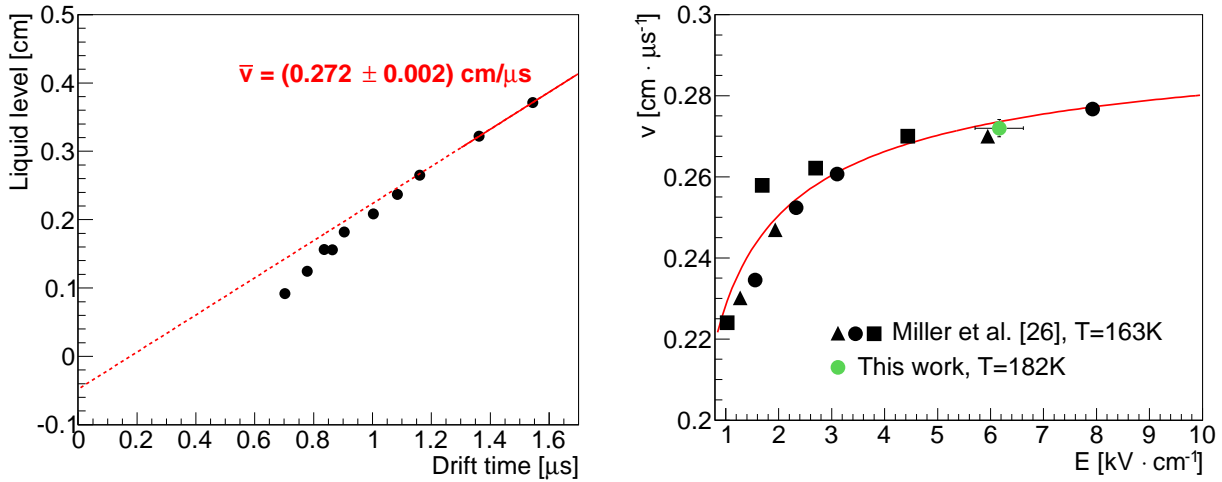 Liquid level [cm]
0.5
0.4
0.3
0.2
0.1
0
-0.1
v̅ = (0.272 ± 0.002) cm/μs
0 0.2 0.4 0.6 0.8 1 1.2 1.4 1.6
Drift time [μs]
v [cm · μs⁻¹]
0.3
0.28
0.26
0.24
0.22
0.2
Miller et al. [26], T=163K
This work, T=182K
1 2 3 4 5 6 7 8 9 10
E [kV · cm⁻¹]